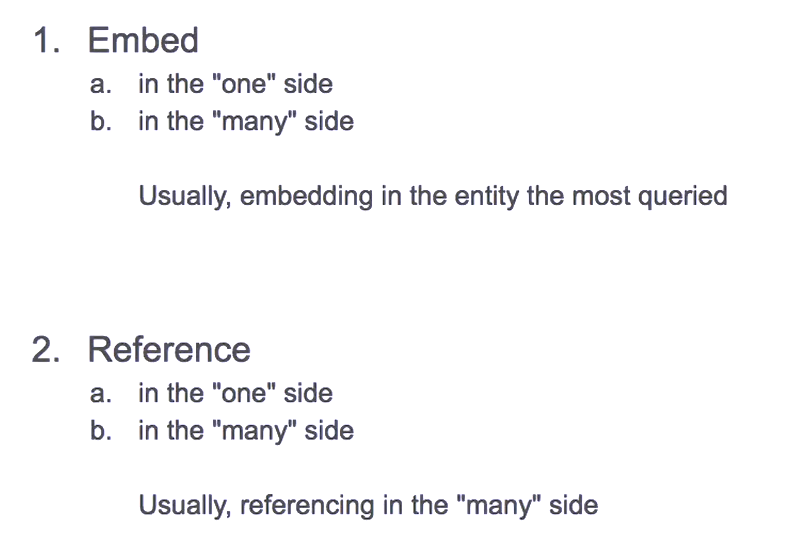 1. Embed
a. in the "one" side
b. in the "many" side
Usually, embedding in the entity the most queried
2. Reference
a. in the "one" side
b. in the "many" side
Usually, referencing in the "many" side